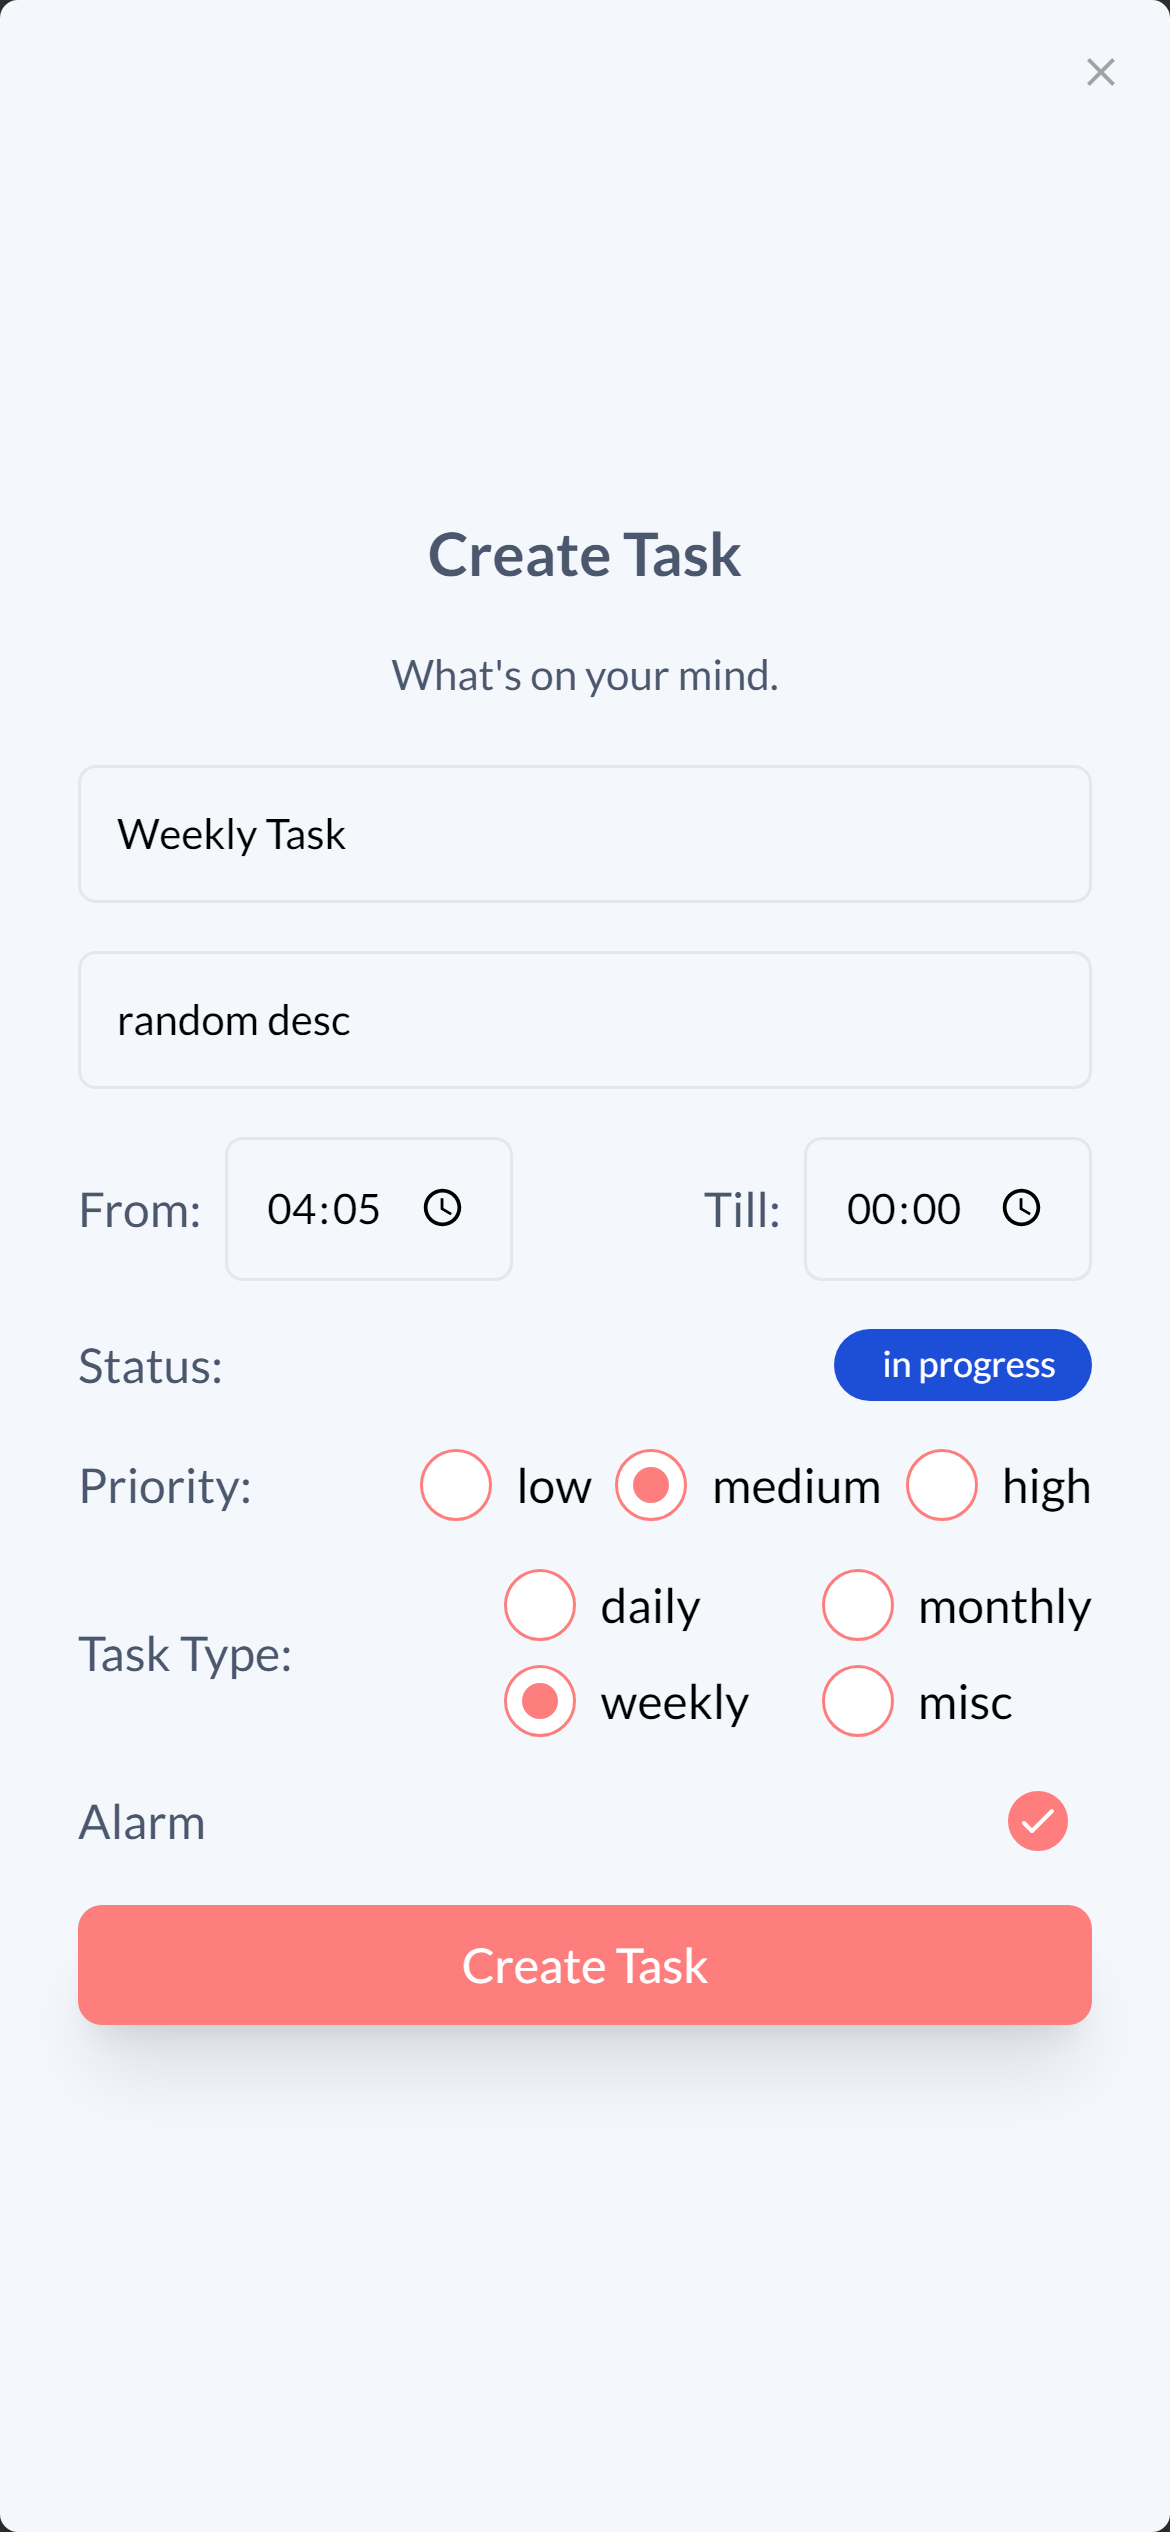 Create Task
What's on your mind.
Weekly Task
random desc
From: 04:05 Till: 00:00
Status: in progress
Priority: low medium high
daily monthly
Task Type:
weekly misc
Alarm
Create Task